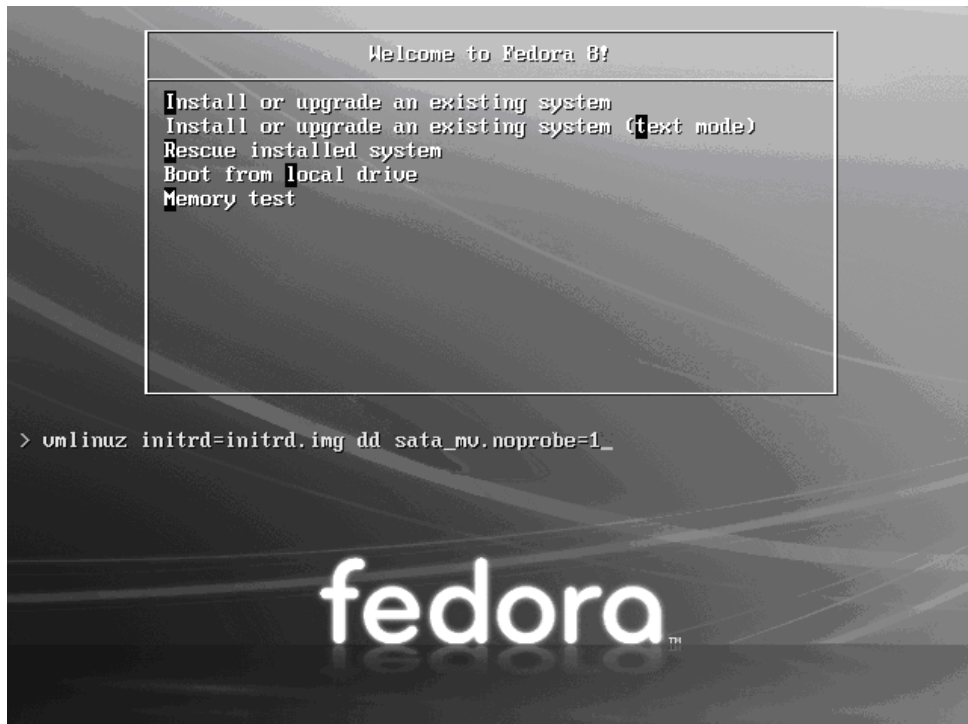 Welcome to Fedora 8!
Install or upgrade an existing system
Install or upgrade an existing system (text mode)
Rescue installed system
Boot from local drive
Memory test
> vmlinuz initrd=initrd.img dd sata_mv.noprobe=1_
fedora™